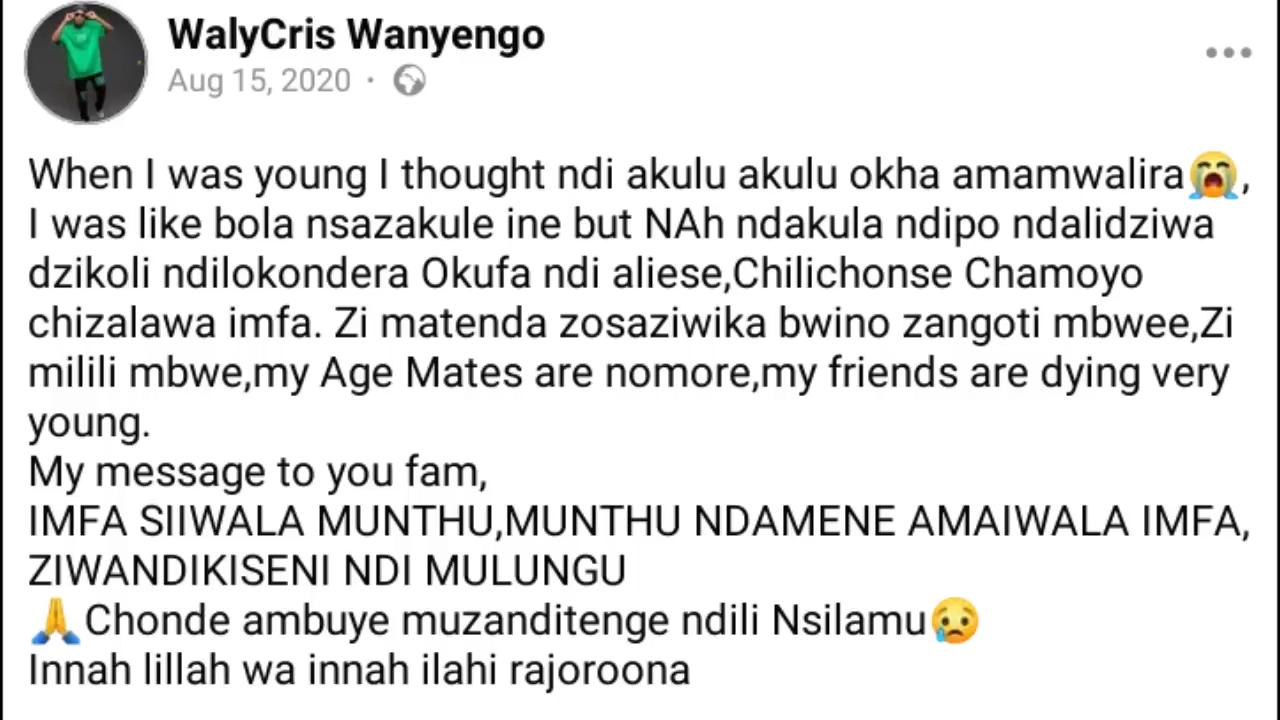 WalyCris Wanyengo
Aug 15, 2020 ·
When I was young I thought ndi akulu akulu okha amamwalira😭,
I was like bola nsazakule ine but NAh ndakula ndipo ndalidziwa
dzikoli ndilokondera Okufa ndi aliese,Chilichonse Chamoyo
chizalawa imfa. Zi matenda zosaziwika bwino zangoti mbwee,Zi
milili mbwe,my Age Mates are nomore,my friends are dying very
young.
My message to you fam,
IMFA SIIWALA MUNTHU,MUNTHU NDAMENE AMAIWALA IMFA,
ZIWANDIKISENI NDI MULUNGU
🙏Chonde ambuye muzanditenge ndili Nsilamu😢
Innah lillah wa innah ilahi rajoroona